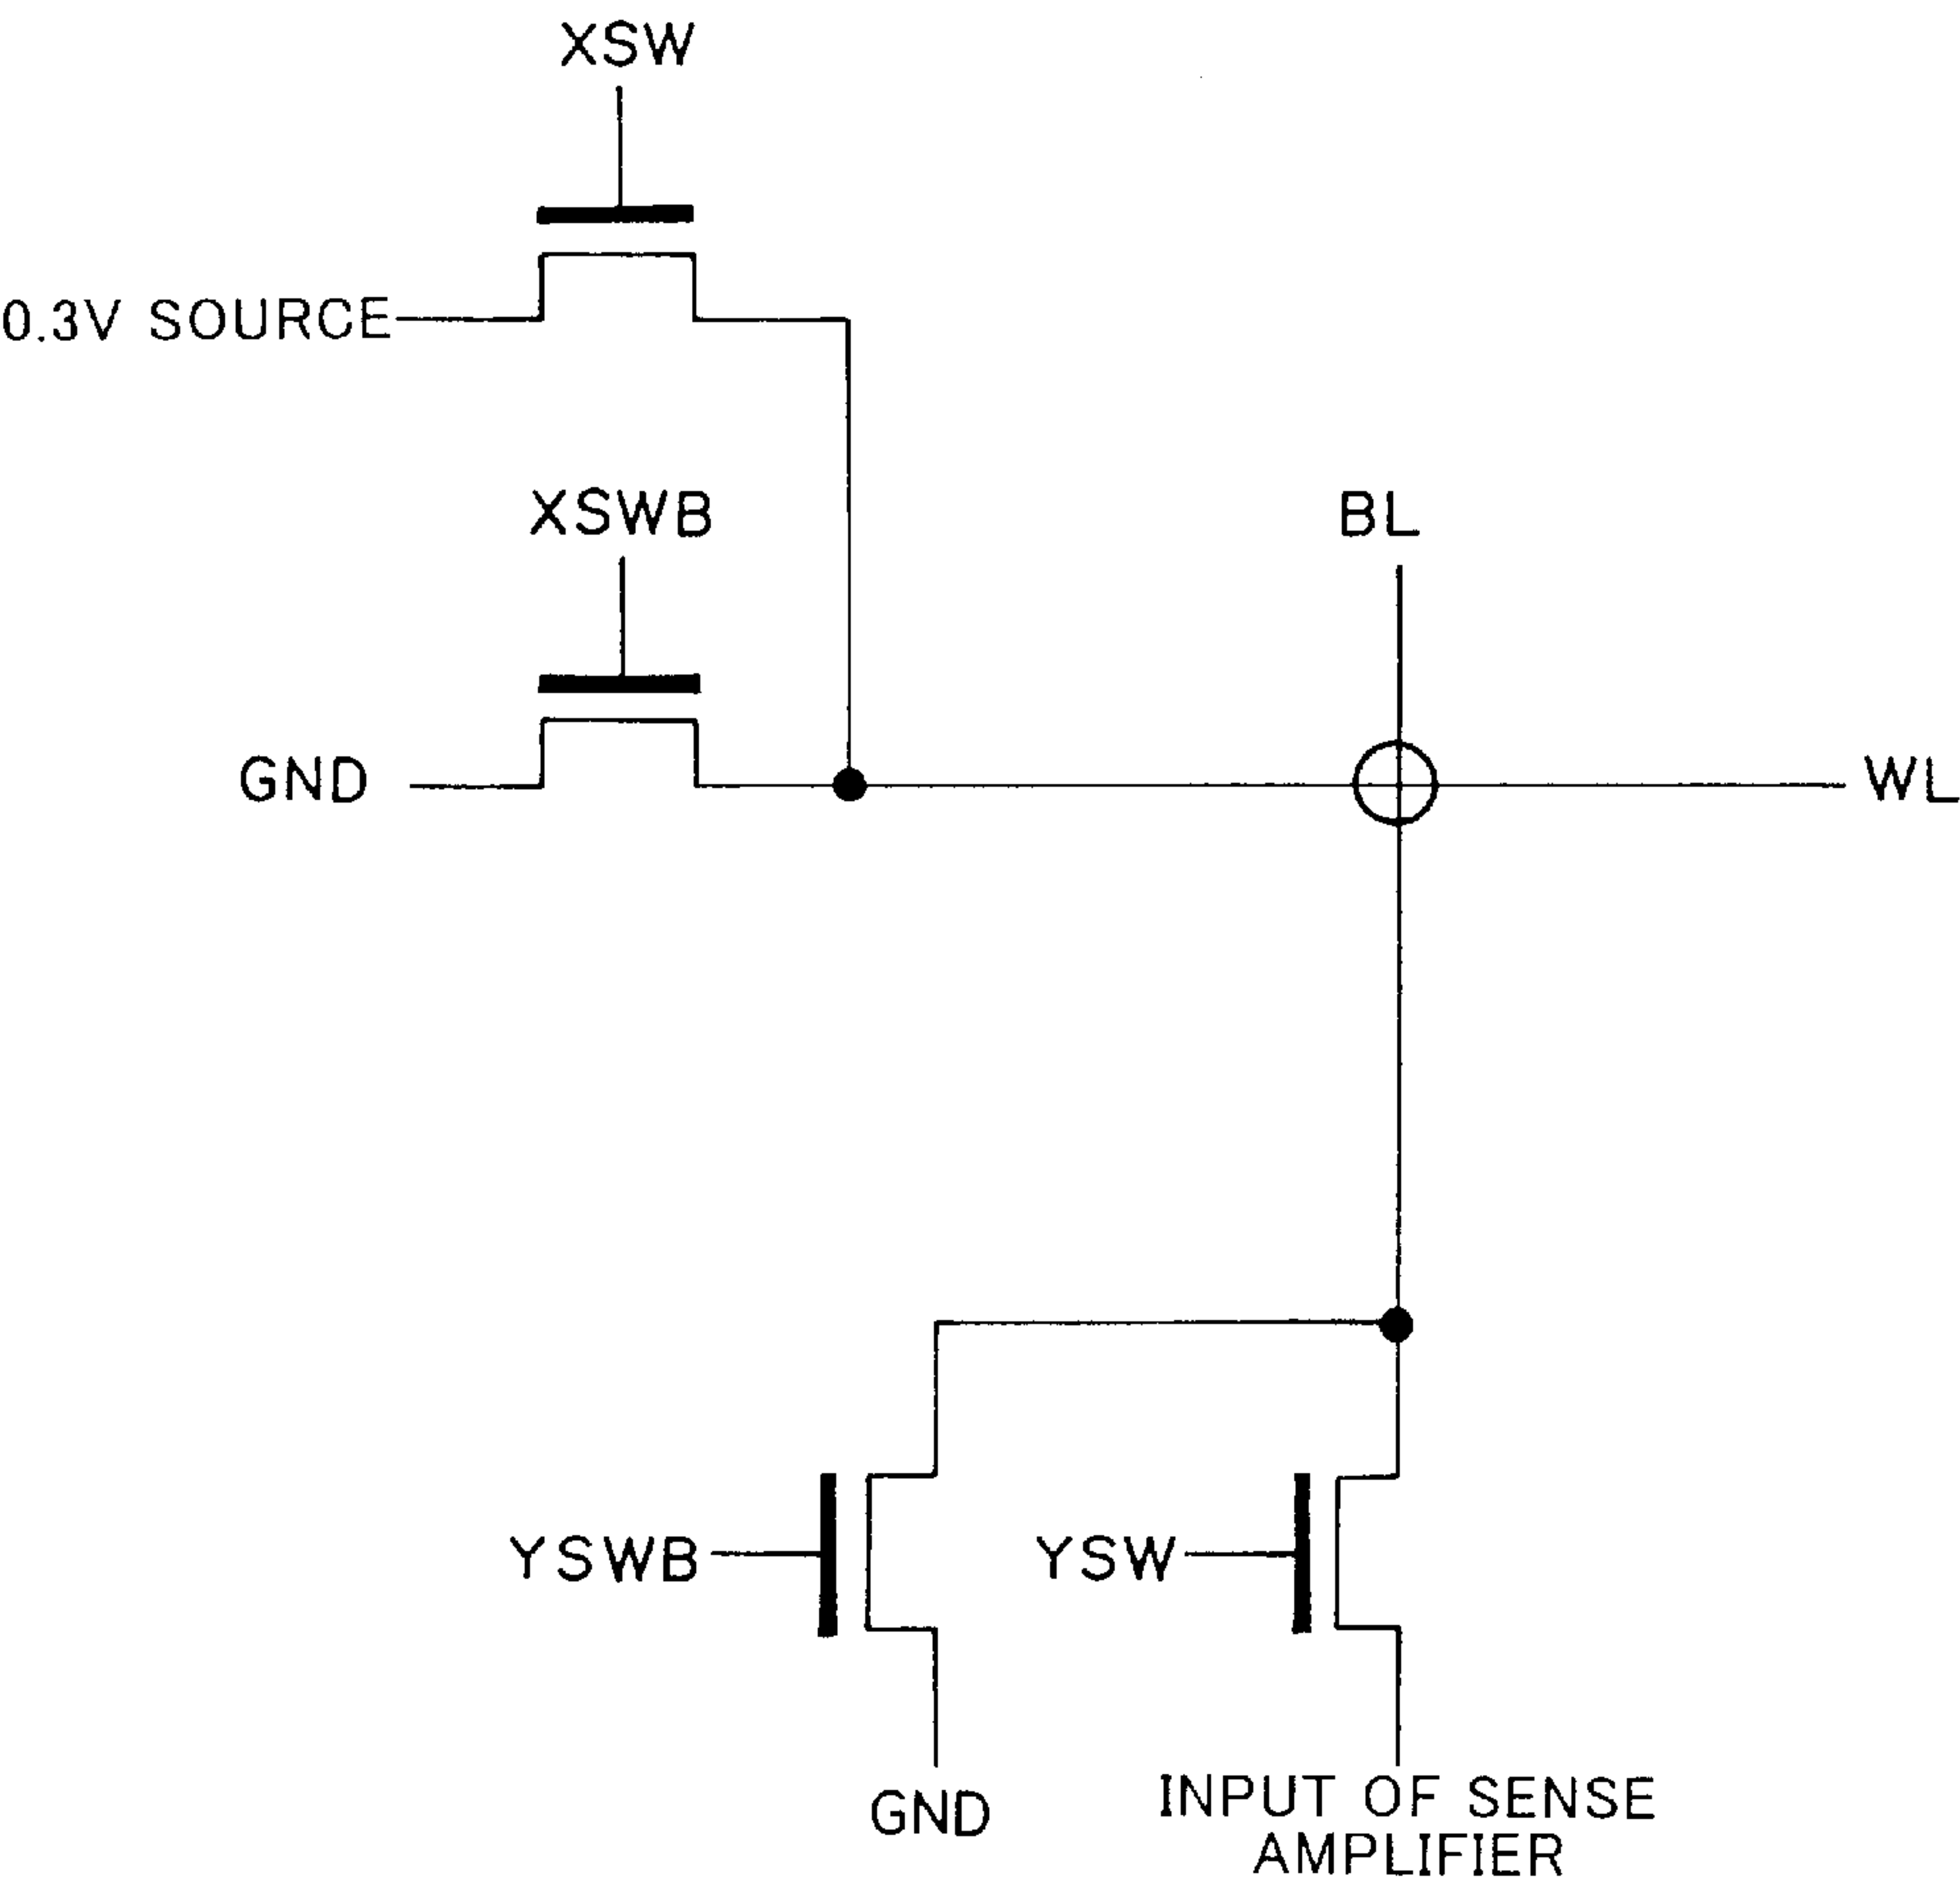 XSW
0.3V SOURCE
XSWB
BL
GND
WL
YSWB
YSW
GND
INPUT OF SENSE
AMPLIFIER